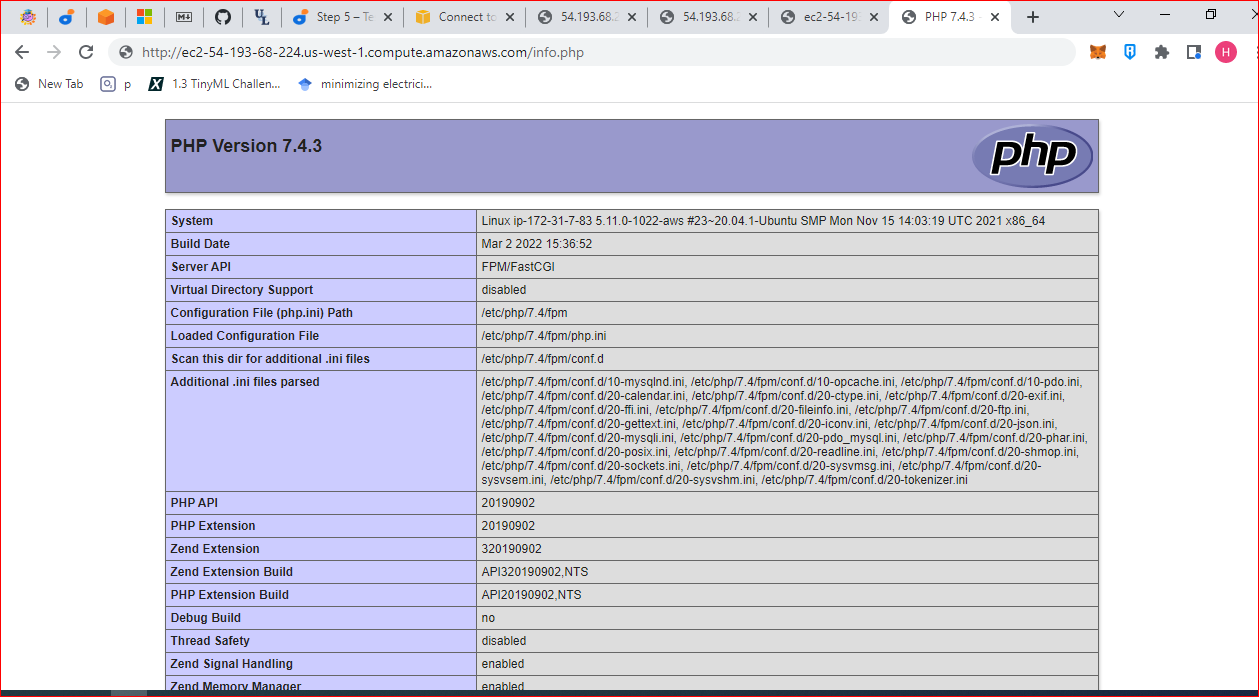 Step 5 – Te
Connect to
54.193.68.2
54.193.68.2
ec2-54-193
PHP 7.4.3 -
http://ec2-54-193-68-224.us-west-1.compute.amazonaws.com/info.php
H
New Tab
p
1.3 TinyML Challen...
minimizing electrici...
PHP Version 7.4.3
php
System Linux ip-172-31-7-83 5.11.0-1022-aws #23~20.04.1-Ubuntu SMP Mon Nov 15 14:03:19 UTC 2021 x86_64
Build Date Mar 2 2022 15:36:52
Server API FPM/FastCGI
Virtual Directory Support disabled
Configuration File (php.ini) Path /etc/php/7.4/fpm
Loaded Configuration File /etc/php/7.4/fpm/php.ini
Scan this dir for additional .ini files /etc/php/7.4/fpm/conf.d
Additional .ini files parsed /etc/php/7.4/fpm/conf.d/10-mysqlnd.ini, /etc/php/7.4/fpm/conf.d/10-opcache.ini, /etc/php/7.4/fpm/conf.d/10-pdo.ini,
/etc/php/7.4/fpm/conf.d/20-calendar.ini, /etc/php/7.4/fpm/conf.d/20-ctype.ini, /etc/php/7.4/fpm/conf.d/20-exif.ini,
/etc/php/7.4/fpm/conf.d/20-ffi.ini, /etc/php/7.4/fpm/conf.d/20-fileinfo.ini, /etc/php/7.4/fpm/conf.d/20-ftp.ini,
/etc/php/7.4/fpm/conf.d/20-gettext.ini, /etc/php/7.4/fpm/conf.d/20-iconv.ini, /etc/php/7.4/fpm/conf.d/20-json.ini,
/etc/php/7.4/fpm/conf.d/20-mysqli.ini, /etc/php/7.4/fpm/conf.d/20-pdo_mysql.ini, /etc/php/7.4/fpm/conf.d/20-phar.ini,
/etc/php/7.4/fpm/conf.d/20-posix.ini, /etc/php/7.4/fpm/conf.d/20-readline.ini, /etc/php/7.4/fpm/conf.d/20-shmop.ini,
/etc/php/7.4/fpm/conf.d/20-sockets.ini, /etc/php/7.4/fpm/conf.d/20-sysvmsg.ini, /etc/php/7.4/fpm/conf.d/20-
sysvsem.ini, /etc/php/7.4/fpm/conf.d/20-sysvshm.ini, /etc/php/7.4/fpm/conf.d/20-tokenizer.ini
PHP API 20190902
PHP Extension 20190902
Zend Extension 320190902
Zend Extension Build API320190902,NTS
PHP Extension Build API20190902,NTS
Debug Build no
Thread Safety disabled
Zend Signal Handling enabled
Zend Memory Manager enabled